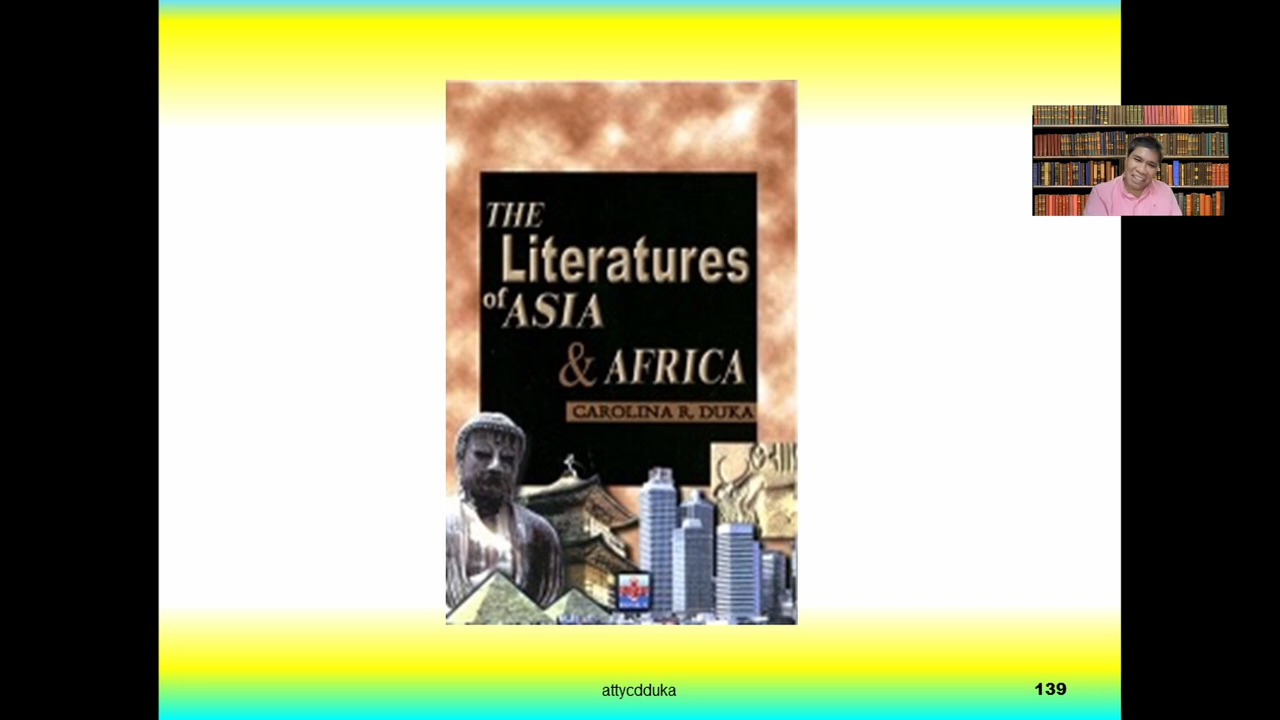 THE
Literatures
of ASIA
& AFRICA
CAROLINA R. DUKA
attycdduka
139